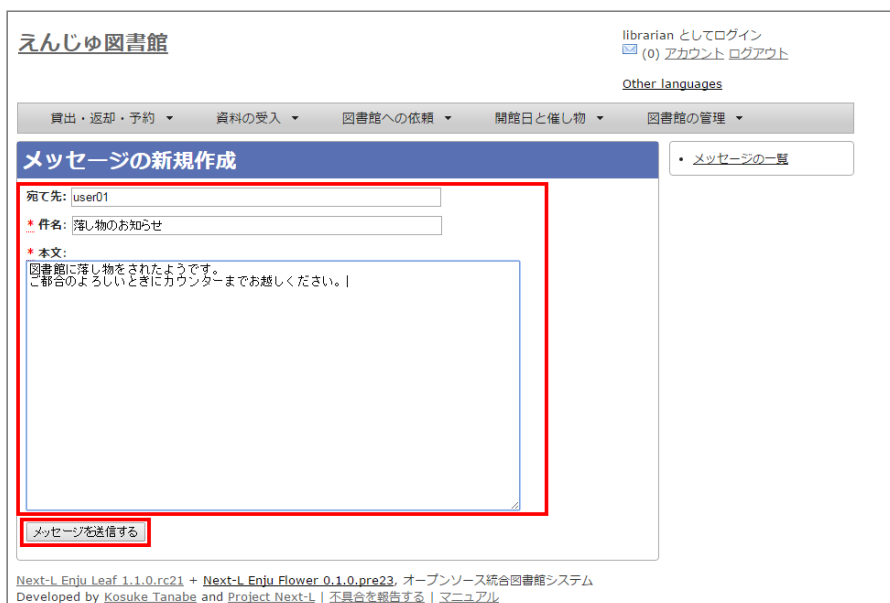 えんじゅ図書館
librarian としてログイン
(0) アカウント ログアウト
Other languages
貸出・返却・予約 ▼ 資料の受入 ▼ 図書館への依頼 ▼ 開館日と催し物 ▼ 図書館の管理 ▼
メッセージの新規作成
・ メッセージの一覧
宛て先: user01
* 件名: 落し物のお知らせ
* 本文:
図書館に落し物をされたようです。
ご都合のよろしいときにカウンターまでお越しください。
メッセージを送信する
Next-L Enju Leaf 1.1.0.rc21 + Next-L Enju Flower 0.1.0.pre23, オープンソース統合図書館システム
Developed by Kosuke Tanabe and Project Next-L | 不具合を報告する | マニュアル